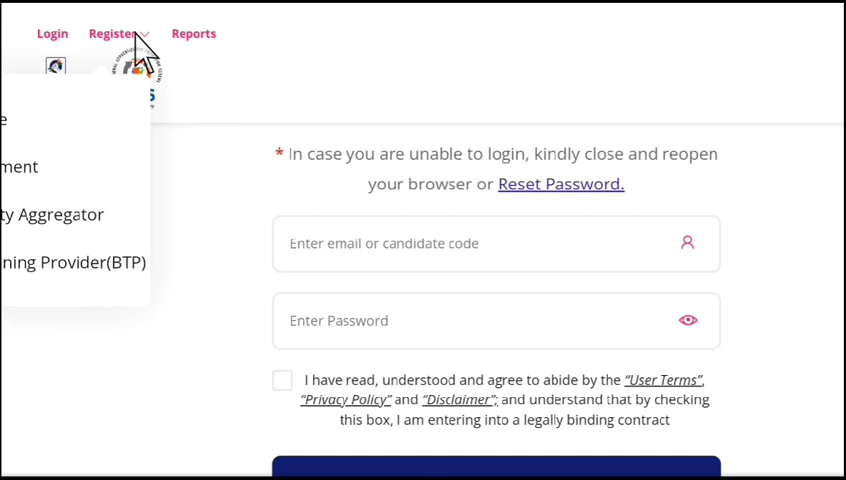 Login Register Reports
e
ment
ty Aggregator
ning Provider(BTP)
* In case you are unable to login, kindly close and reopen
your browser or Reset Password.
Enter email or candidate code
Enter Password
I have read, understood and agree to abide by the “User Terms”,
“Privacy Policy” and “Disclaimer”; and understand that by checking
this box, I am entering into a legally binding contract